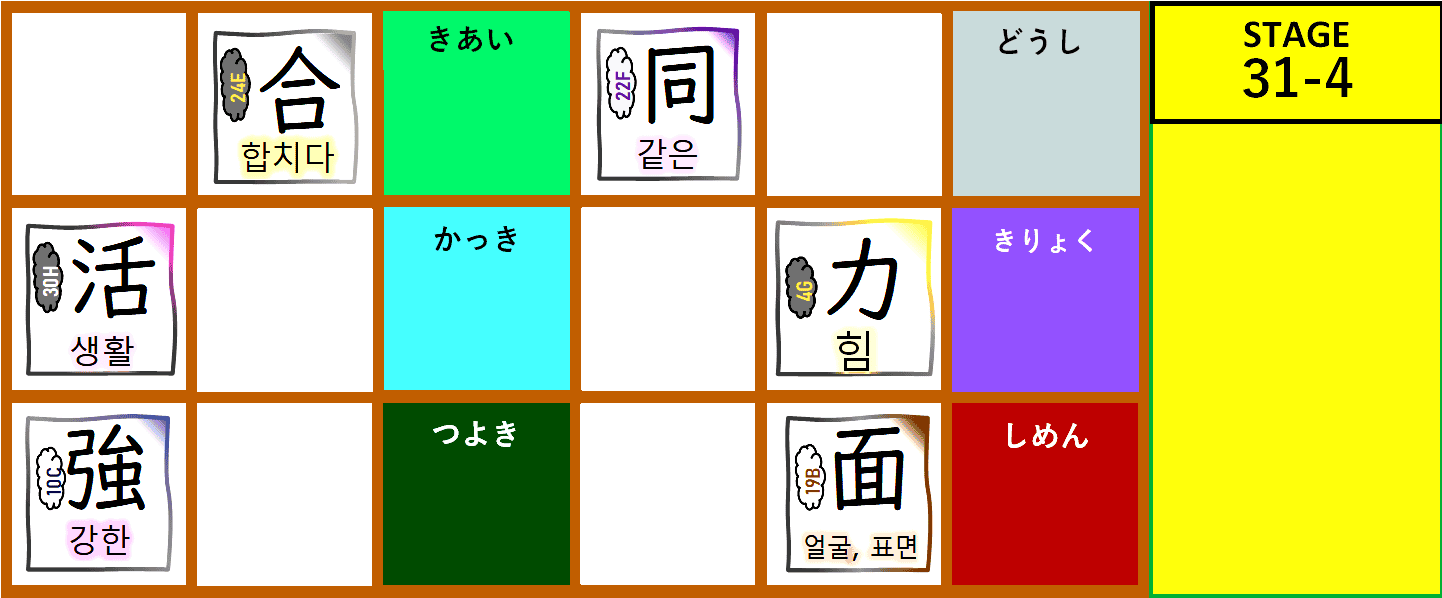 24E
合
합치다
きあい
22F
同
같은
どうし
STAGE
31-4
30H
活
생활
かっき
4G
力
힘
きりょく
10C
強
강한
つよき
19B
面
얼굴, 표면
しめん